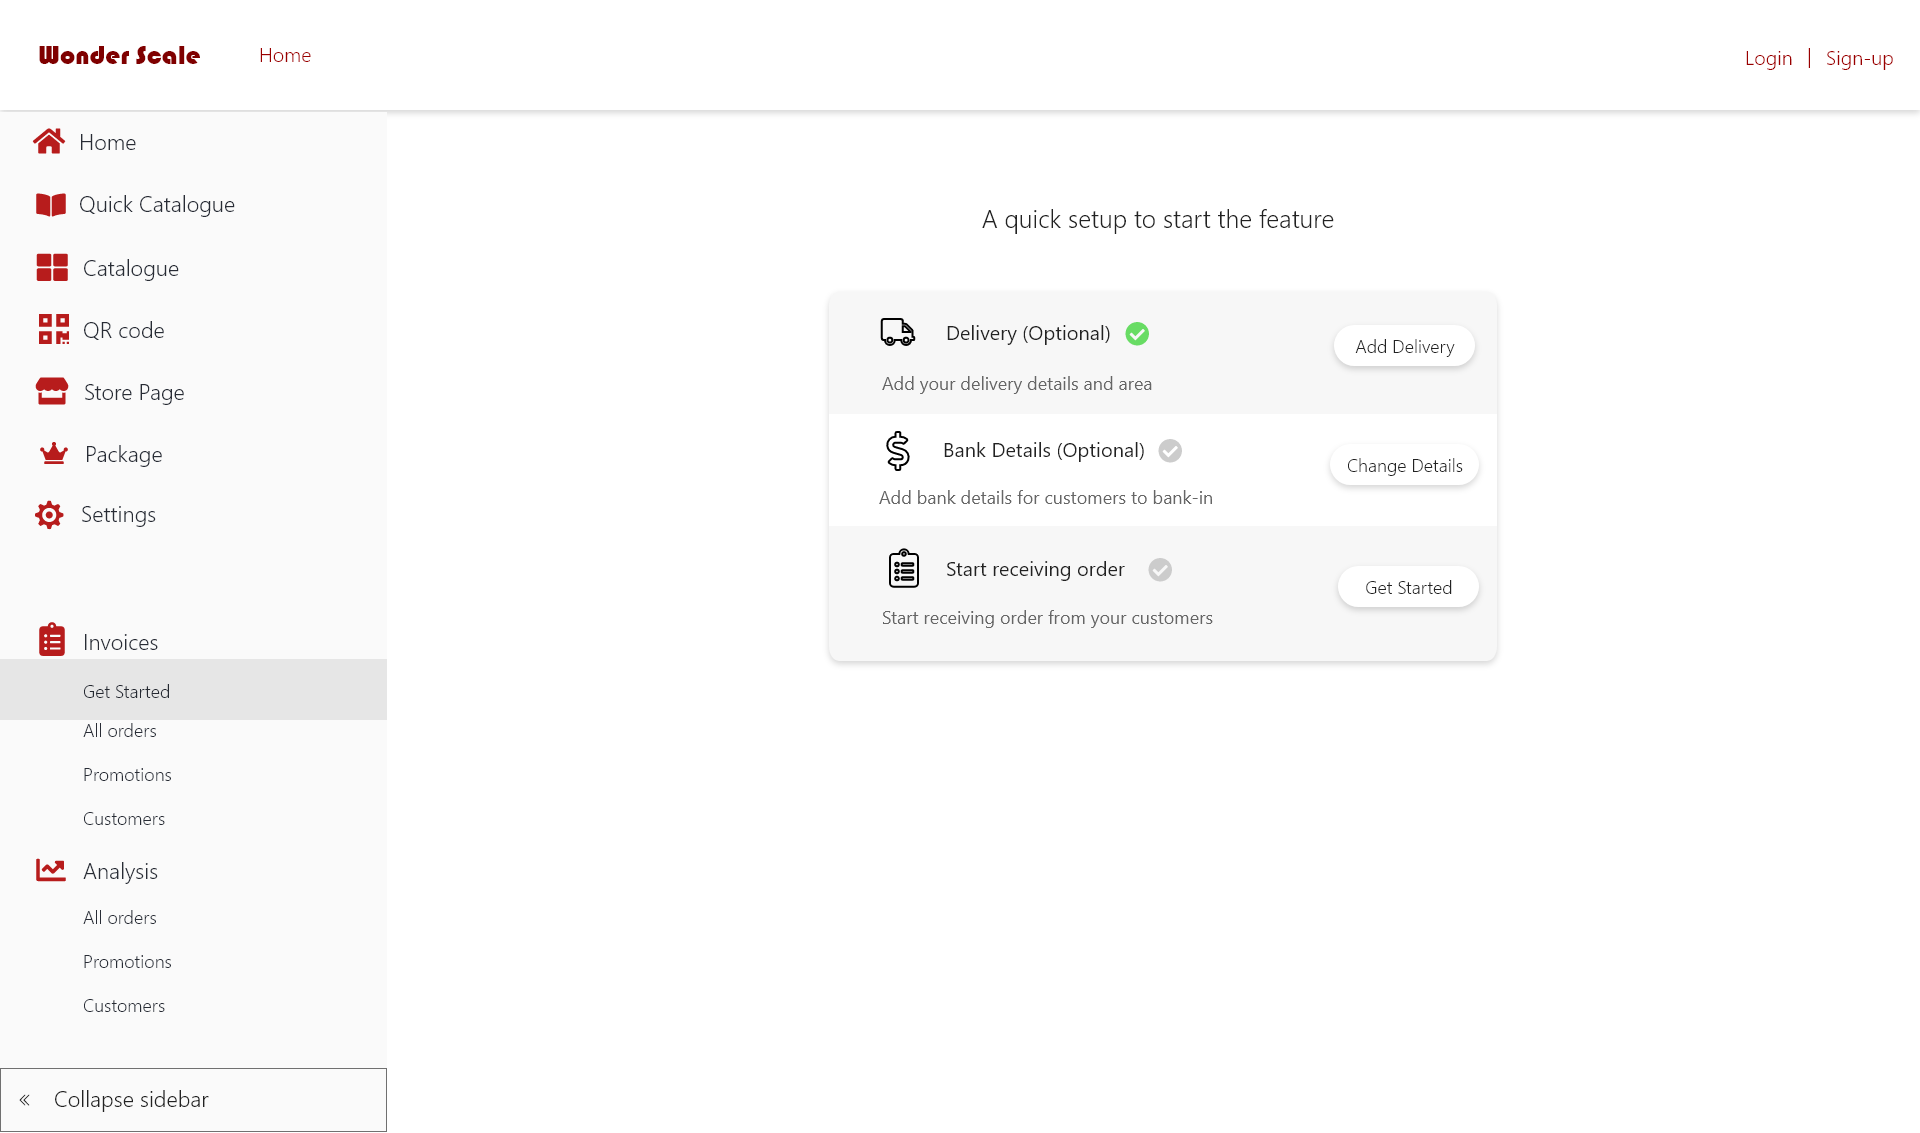 Wonder Scale
Home
Login | Sign-up
Home
Quick Catalogue
Catalogue
QR code
Store Page
Package
Settings
Invoices
Get Started
All orders
Promotions
Customers
Analysis
All orders
Promotions
Customers
« Collapse sidebar
A quick setup to start the feature
Delivery (Optional)
Add Delivery
Add your delivery details and area
Bank Details (Optional)
Change Details
Add bank details for customers to bank-in
Start receiving order
Get Started
Start receiving order from your customers